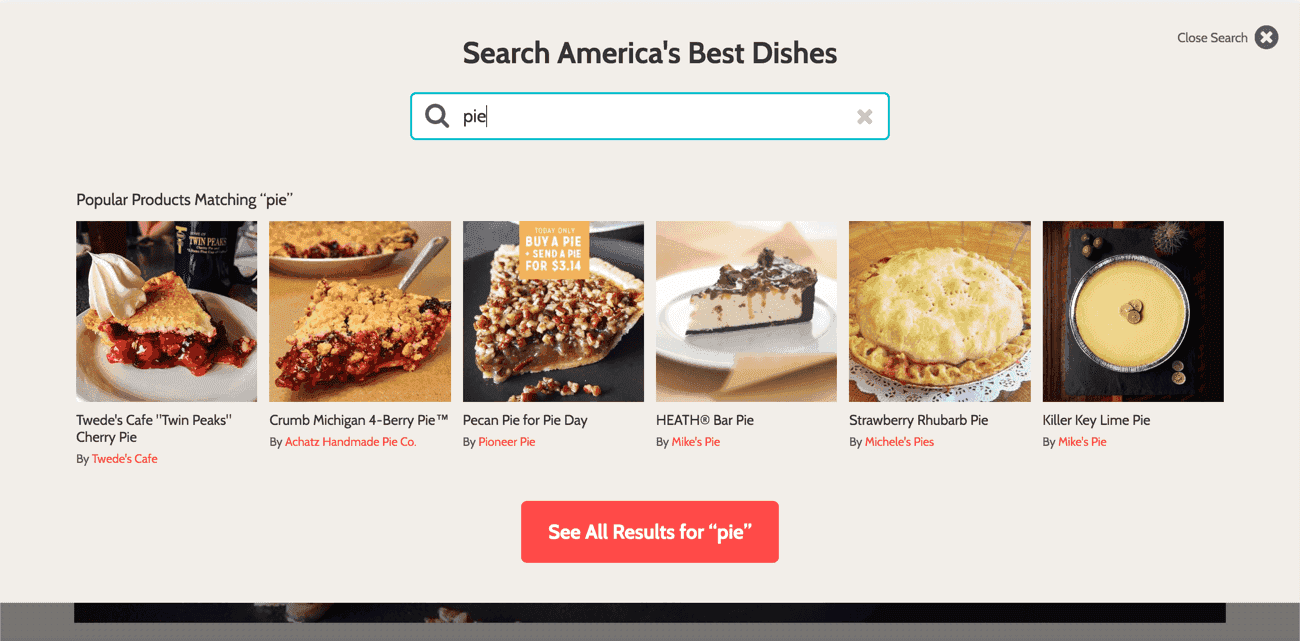 Close Search
Search America's Best Dishes
pie
Popular Products Matching “pie”
TWIN PEAKS
TODAY ONLY
BUY A PIE
+ SEND A PIE
FOR $3.14
Twede's Cafe "Twin Peaks"
Cherry Pie
By Twede's Cafe
Crumb Michigan 4-Berry Pie™
By Achatz Handmade Pie Co.
Pecan Pie for Pie Day
By Pioneer Pie
HEATH® Bar Pie
By Mike's Pie
Strawberry Rhubarb Pie
By Michele's Pies
Killer Key Lime Pie
By Mike's Pie
See All Results for “pie”